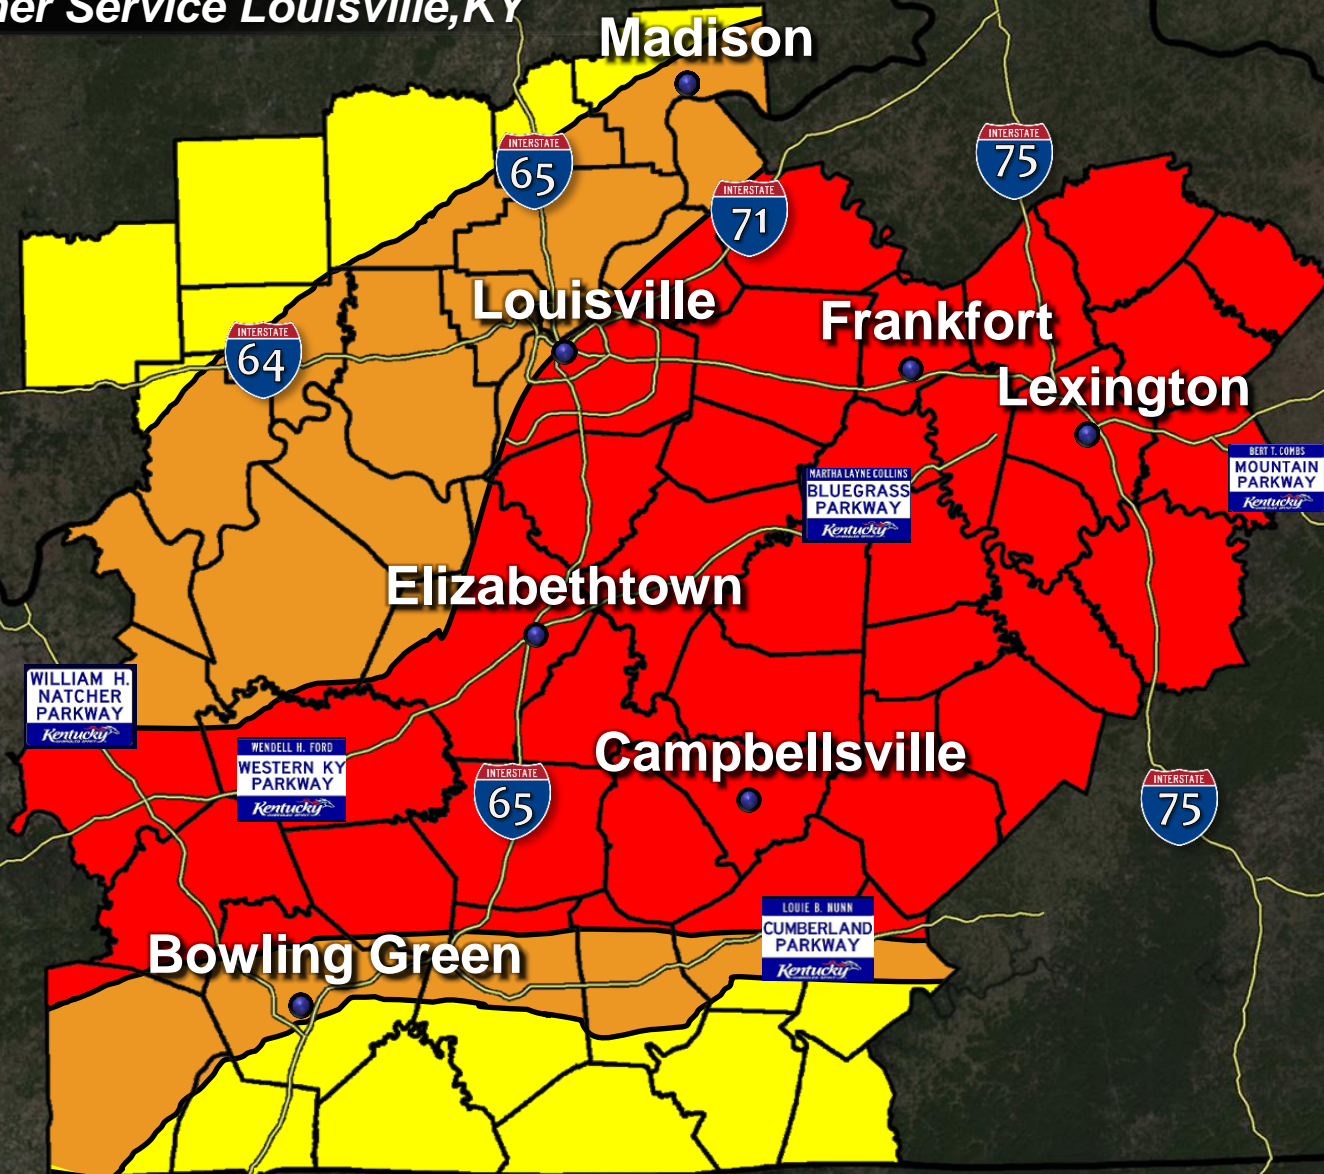 ner Service Louisville,KY
Madison
INTERSTATE
65
INTERSTATE
75
INTERSTATE
71
Louisville
Frankfort
INTERSTATE
64
Lexington
MARTHA LAYNE COLLINS
BLUEGRASS
PARKWAY
Kentucky
BERT T. COMBS
MOUNTAIN
PARKWAY
Kentucky
Elizabethtown
WILLIAM H.
NATCHER
PARKWAY
Kentucky
WENDELL H. FORD
WESTERN KY
PARKWAY
Kentucky
Campbellsville
INTERSTATE
65
INTERSTATE
75
LOUIE B. NUNN
CUMBERLAND
PARKWAY
Kentucky
Bowling Green